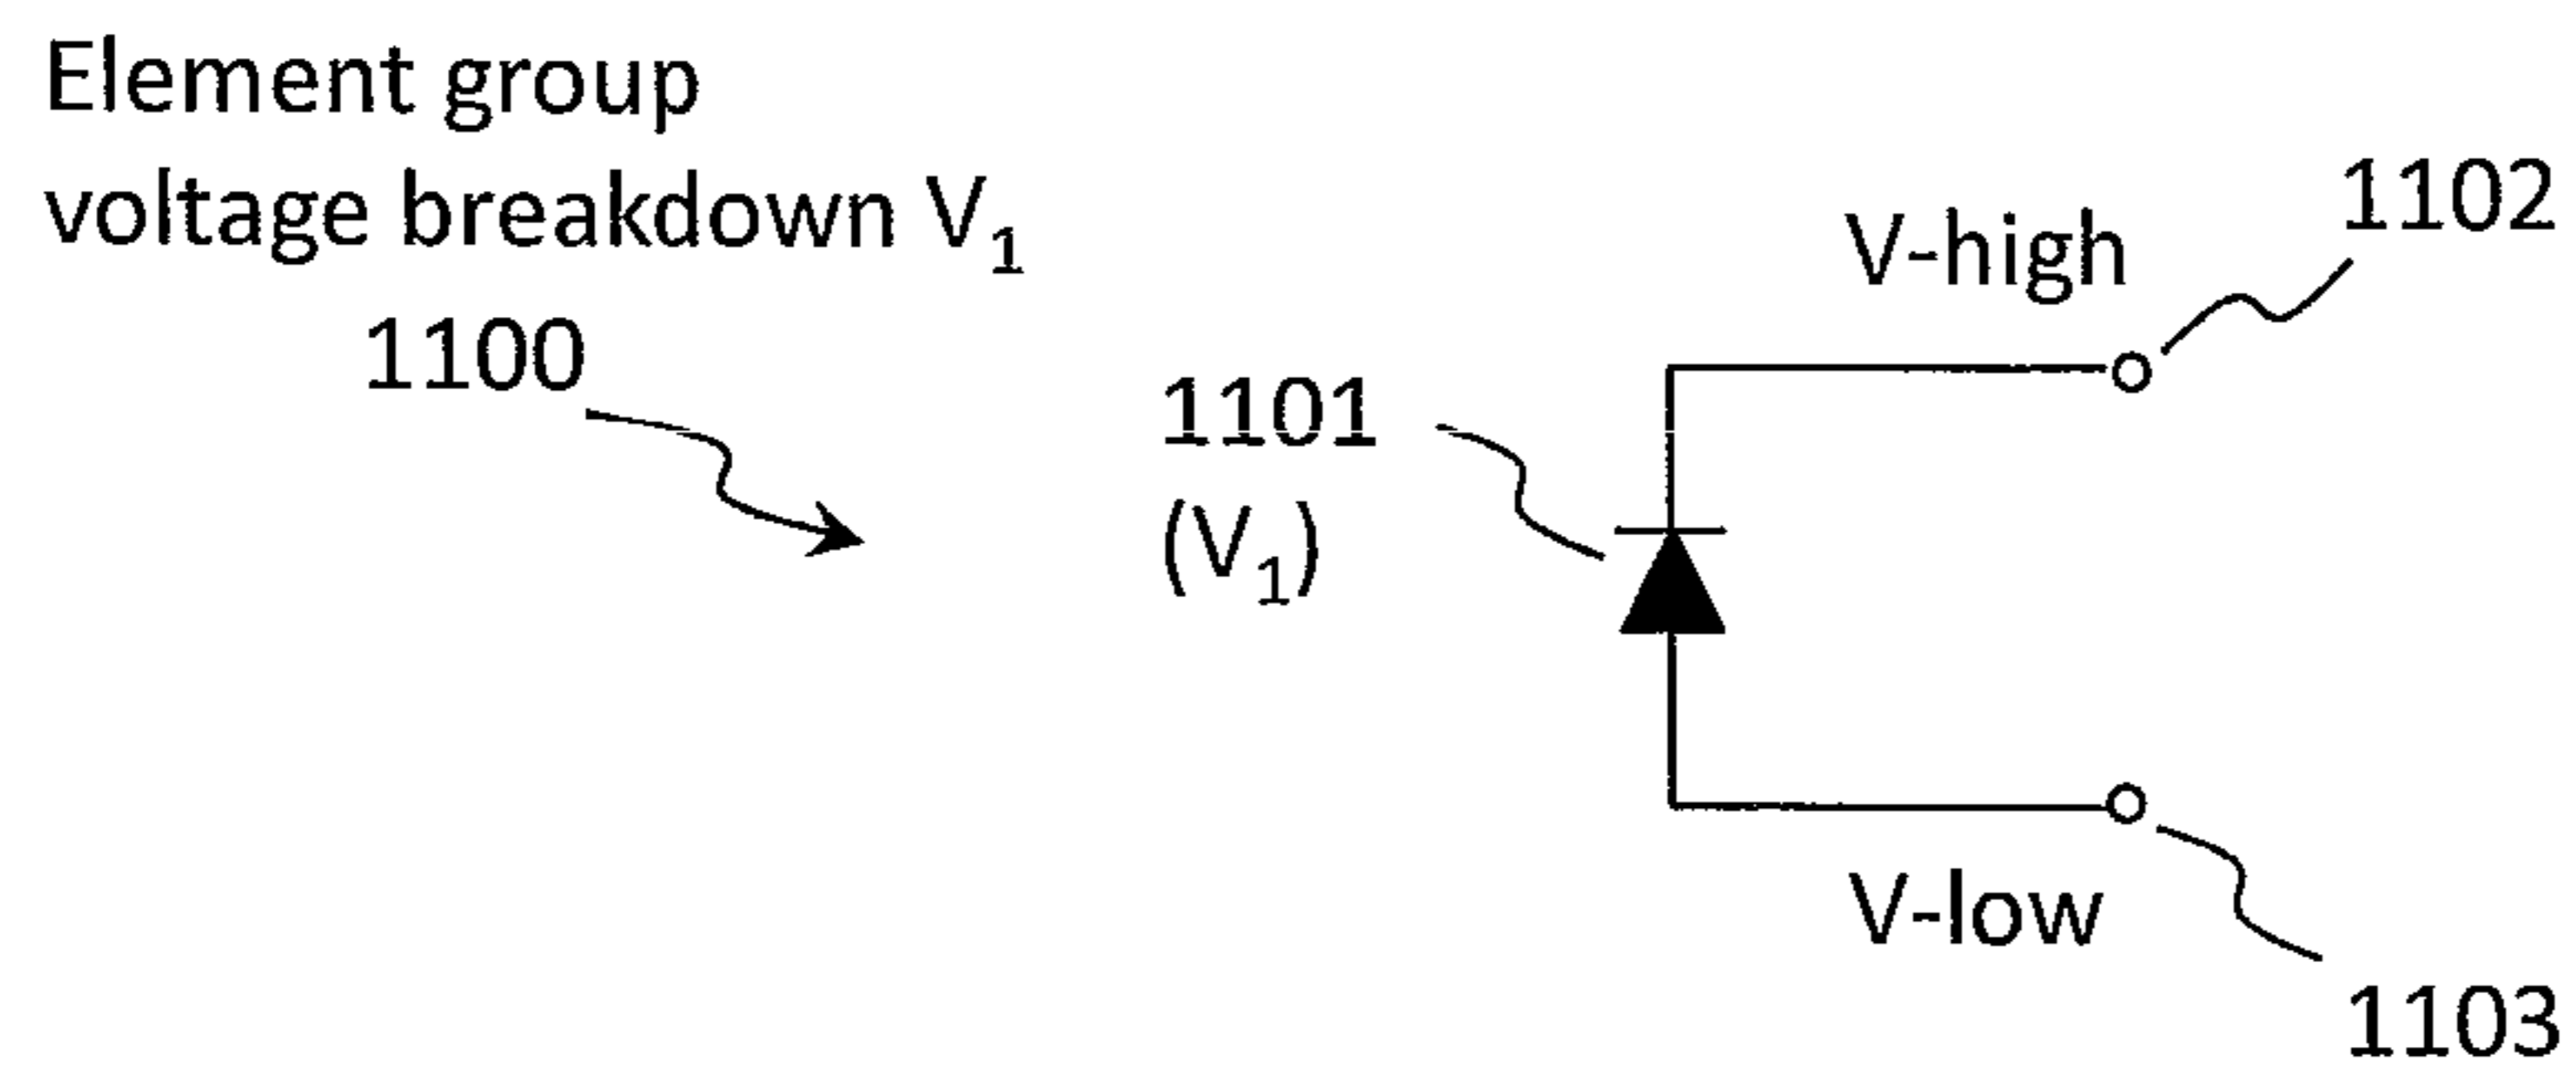 Element group
voltage breakdown V₁
1100
1101
(V₁)
V-high
1102
V-low
1103